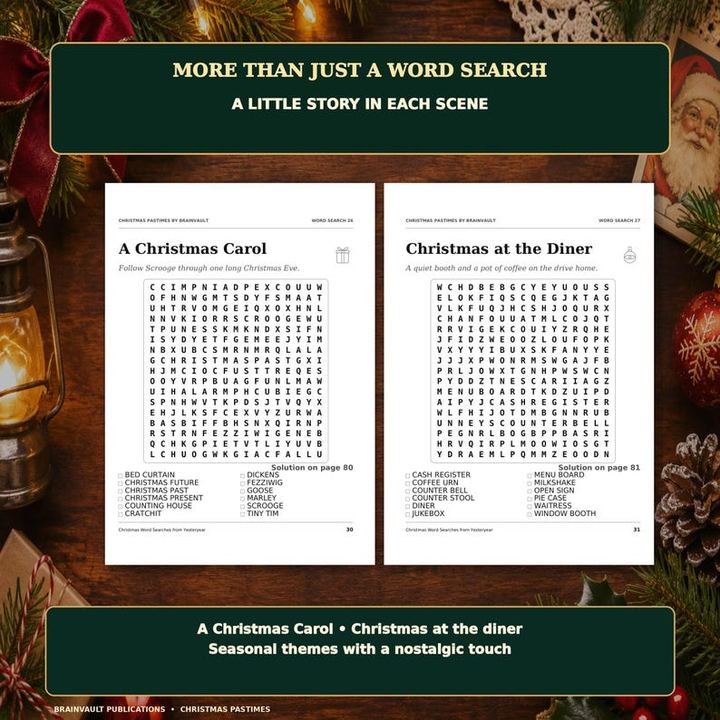 MORE THAN JUST A WORD SEARCH
A LITTLE STORY IN EACH SCENE
CHRISTMAS PASTIMES BY BRAINVAULT WORD SEARCH 26
A Christmas Carol
Follow Scrooge through one long Christmas Eve.
C C I M P N I A D P E X C O U U W
O F H N W G M T S D Y F S M A A T
U H T R V O M G E I Q X O X H N L
N N V K I O R R S C R O O G E W U
T P U N E S S K M K N D X S I F N
I S Y D Y E T F G E M E E J Y I M
N B X U B C S M R N M R Q L A L A
G C H R I S T M A S P A S T G X I
H J M C I O C F U S T T R E Q E S
O O Y V R P B U A G F U N L M A W
U I H A L A R M P H C U B I E G C
S P N H W V T K P D S J T V Q Y X
E H J L K S F C E X V Y Z U R W A
B A S B I F F B H S N X Q I R N P
R S T R N F E Z Z I W I G E N E B
Q C H K G P I E T V T L I Y U V B
L C H U O G W K G I A C F A L L U
Solution on page 80
BED CURTAIN DICKENS
CHRISTMAS FUTURE FEZZIWIG
CHRISTMAS PAST GOOSE
CHRISTMAS PRESENT MARLEY
COUNTING HOUSE SCROOGE
CRATCHIT TINY TIM
Christmas Word Searches from Yesteryear 30
CHRISTMAS PASTIMES BY BRAINVAULT WORD SEARCH 27
Christmas at the Diner
A quiet booth and a pot of coffee on the drive home.
W C H D B E B G C Y E Y U O U S S
E L O K F I Q S C Q E G J K T A G
V L K F U Q J H C S H J O Q U R X
C H A N F O U U A T M L C O J Q T
R R V I G E K C O U I Y Z R Q H E
J F I D Z W E O O Z L O U F O P K
V X Y Y Y I B U X S K F A N Y Y E
J J J X P W O N R M S W G A J F B
P R L J O W X T G N H P W S W C N
P Y D D Z T N E S C A R I I A G Z
M E N U B O A R D T K D Z U I P D
A I P Y J C A S H R E G I S T E R
W L F H I J O T D M B G N N R U B
U N N E Y S C O U N T E R B E L L
P E G N R L B O G B P P B A S R I
H R V Q I R P L M O O W I O S G T
Y D R A E M L P Q M M Z E O O D N
Solution on page 81
CASH REGISTER MENU BOARD
COFFEE URN MILKSHAKE
COUNTER BELL OPEN SIGN
COUNTER STOOL PIE CASE
DINER WAITRESS
JUKEBOX WINDOW BOOTH
Christmas Word Searches from Yesteryear 31
A Christmas Carol • Christmas at the diner
Seasonal themes with a nostalgic touch
BRAINVAULT PUBLICATIONS • CHRISTMAS PASTIMES